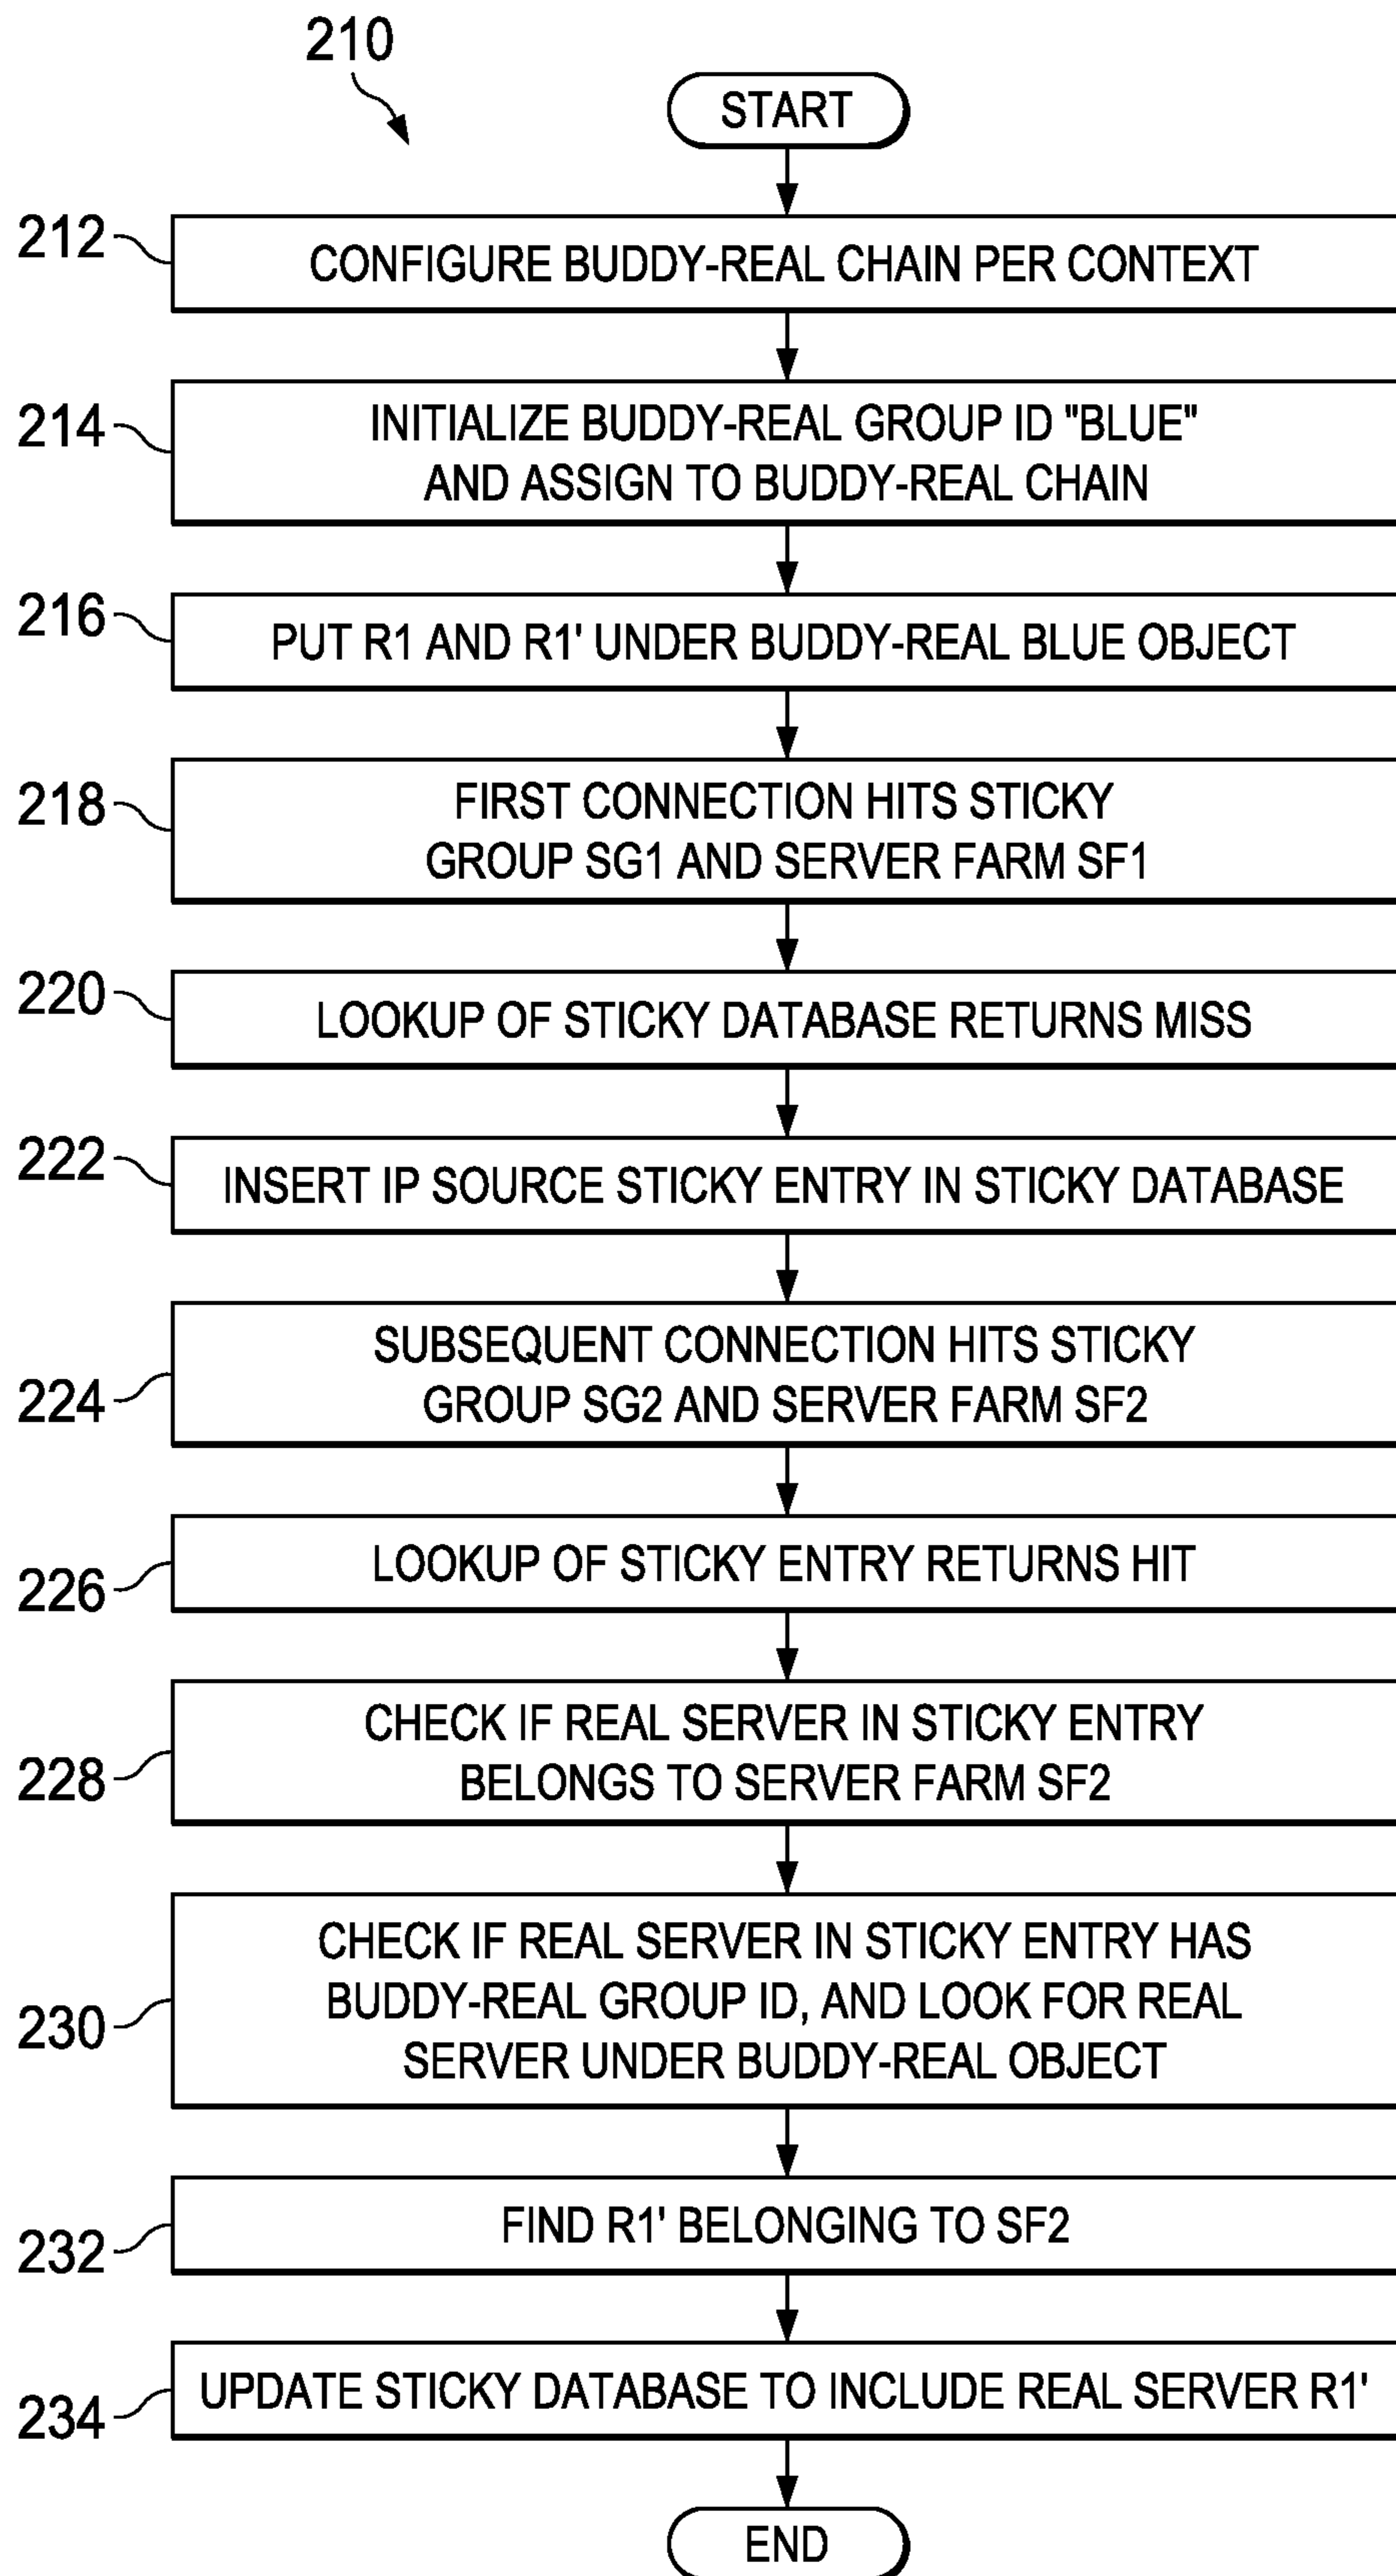 210
START
212
CONFIGURE BUDDY-REAL CHAIN PER CONTEXT
214
INITIALIZE BUDDY-REAL GROUP ID "BLUE"
AND ASSIGN TO BUDDY-REAL CHAIN
216
PUT R1 AND R1' UNDER BUDDY-REAL BLUE OBJECT
218
FIRST CONNECTION HITS STICKY
GROUP SG1 AND SERVER FARM SF1
220
LOOKUP OF STICKY DATABASE RETURNS MISS
222
INSERT IP SOURCE STICKY ENTRY IN STICKY DATABASE
224
SUBSEQUENT CONNECTION HITS STICKY
GROUP SG2 AND SERVER FARM SF2
226
LOOKUP OF STICKY ENTRY RETURNS HIT
228
CHECK IF REAL SERVER IN STICKY ENTRY
BELONGS TO SERVER FARM SF2
230
CHECK IF REAL SERVER IN STICKY ENTRY HAS
BUDDY-REAL GROUP ID, AND LOOK FOR REAL
SERVER UNDER BUDDY-REAL OBJECT
232
FIND R1' BELONGING TO SF2
234
UPDATE STICKY DATABASE TO INCLUDE REAL SERVER R1'
END